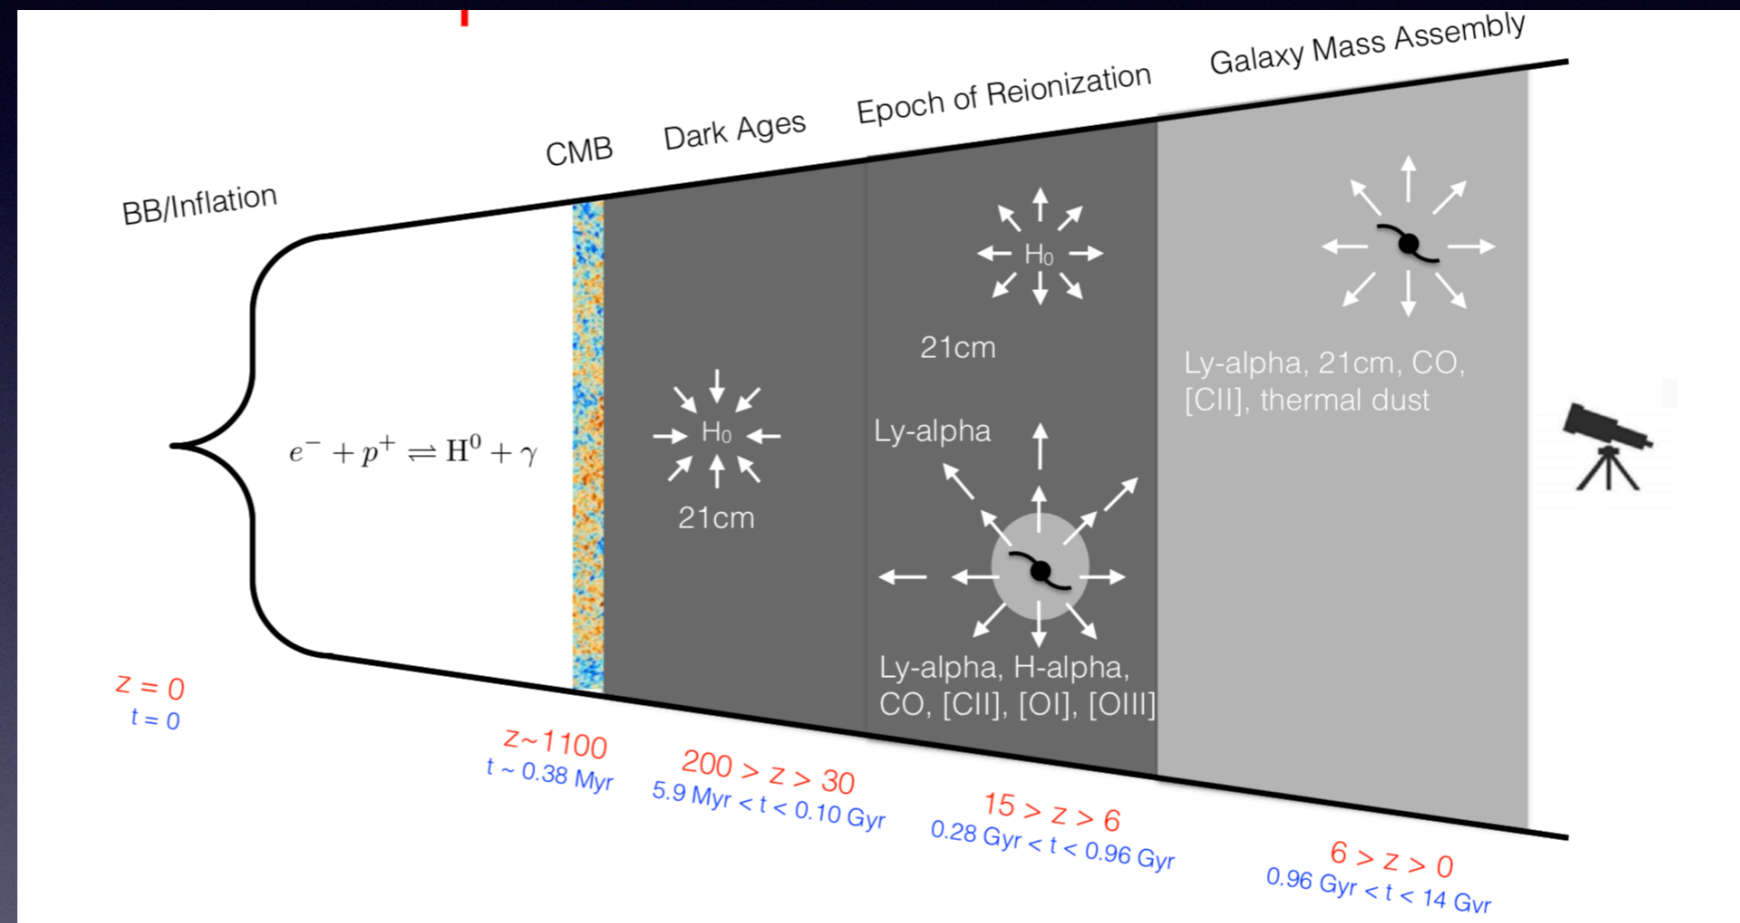 BB/Inflation
CMB
Dark Ages
Epoch of Reionization
Galaxy Mass Assembly
e⁻ + p⁺ ⇌ H⁰ + γ
H₀
21cm
H₀
21cm
Ly-alpha
Ly-alpha, H-alpha,
CO, [CII], [OI], [OIII]
Ly-alpha, 21cm, CO,
[CII], thermal dust
z = 0
t = 0
z~1100
t ~ 0.38 Myr
200 > z > 30
5.9 Myr < t < 0.10 Gyr
15 > z > 6
0.28 Gyr < t < 0.96 Gyr
6 > z > 0
0.96 Gyr < t < 14 Gyr